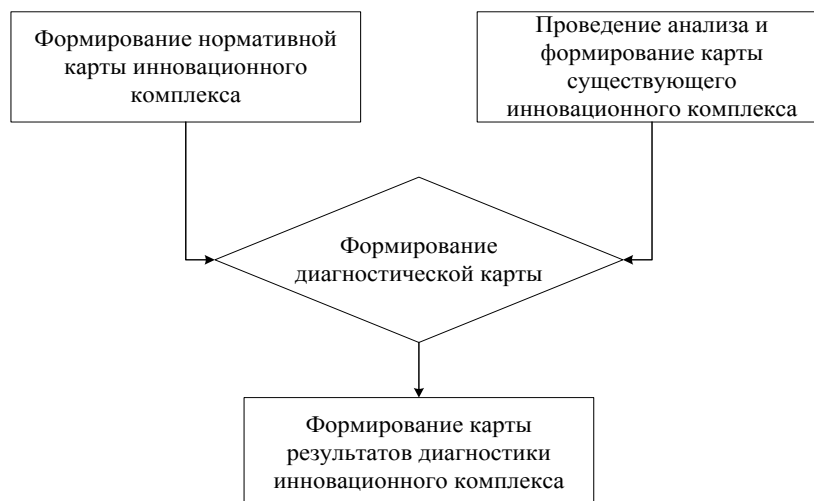 Формирование нормативной
карты инновационного
комплекса
Проведение анализа и
формирование карты
существующего
инновационного комплекса
Формирование
диагностической карты
Формирование карты
результатов диагностики
инновационного комплекса